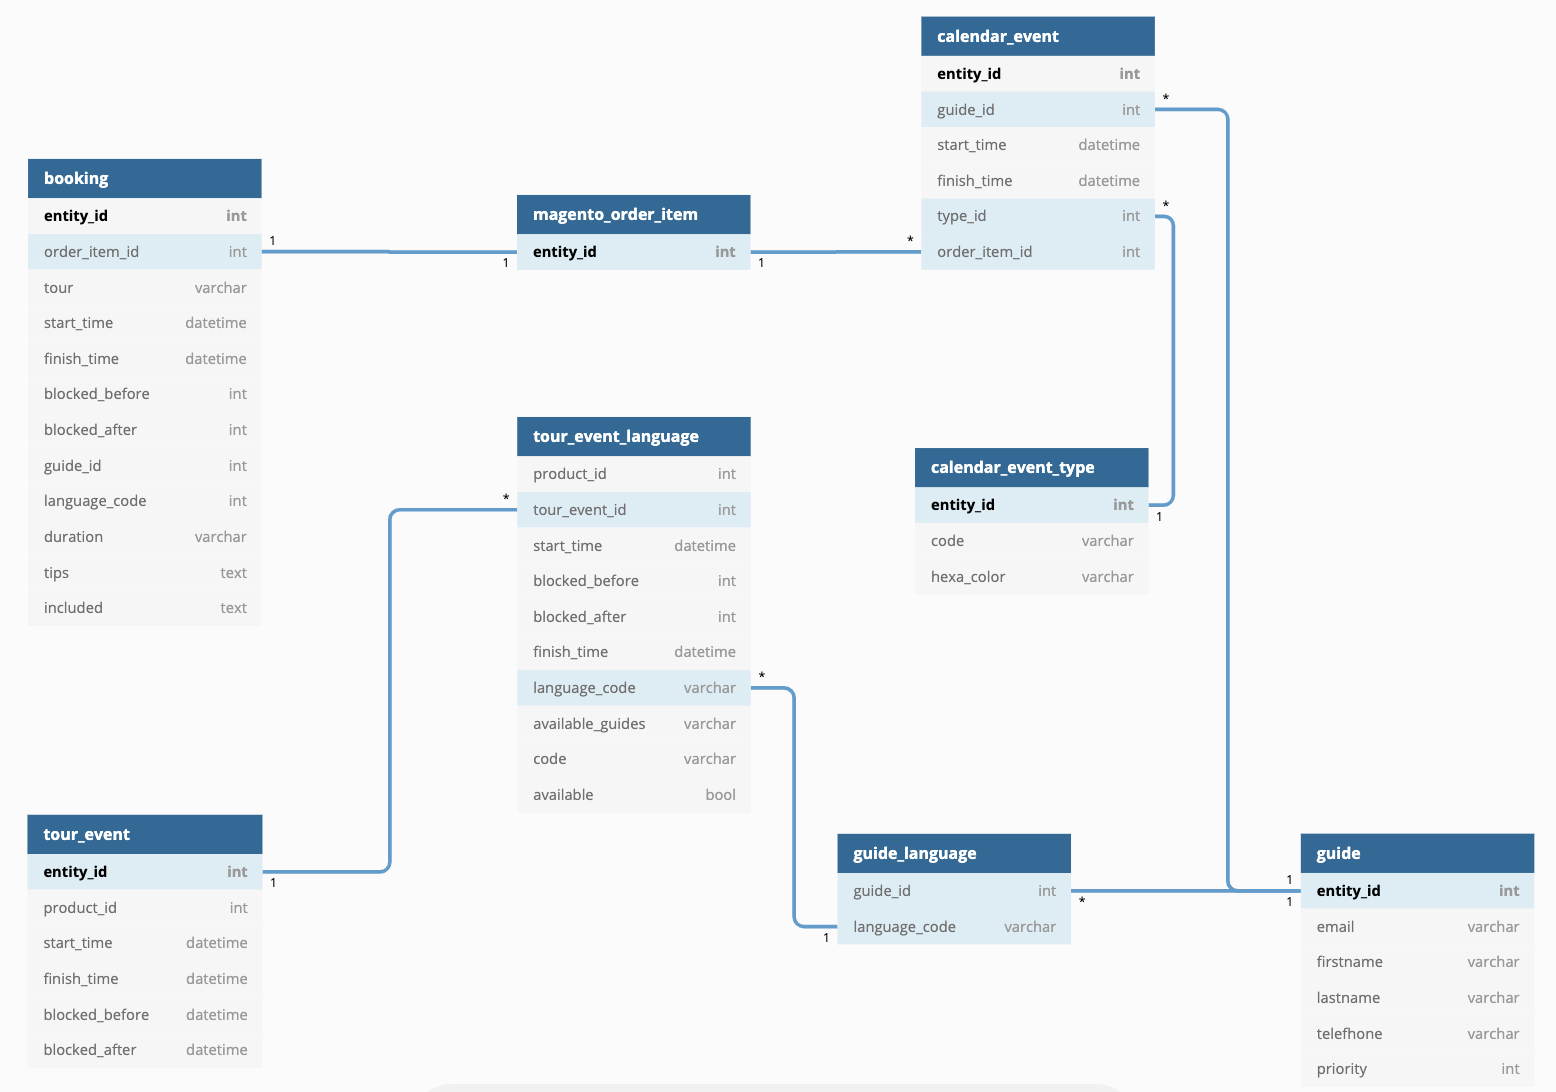 calendar_event
entity_id int
guide_id int *
start_time datetime
finish_time datetime
type_id int *
* order_item_id int
booking
entity_id int
order_item_id int 1
tour varchar
start_time datetime
finish_time datetime
blocked_before int
blocked_after int
guide_id int
language_code int
duration varchar
tips text
included text
magento_order_item
1 entity_id int 1
tour_event_language
product_id int
* tour_event_id int
start_time datetime
blocked_before int
blocked_after int
finish_time datetime
language_code varchar *
available_guides varchar
code varchar
available bool
calendar_event_type
entity_id int 1
code varchar
hexa_color varchar
tour_event
entity_id int 1
product_id int
start_time datetime
finish_time datetime
blocked_before datetime
blocked_after datetime
guide_language
guide_id int *
1 language_code varchar
guide
1
1 entity_id int
email varchar
firstname varchar
lastname varchar
telefhone varchar
priority int